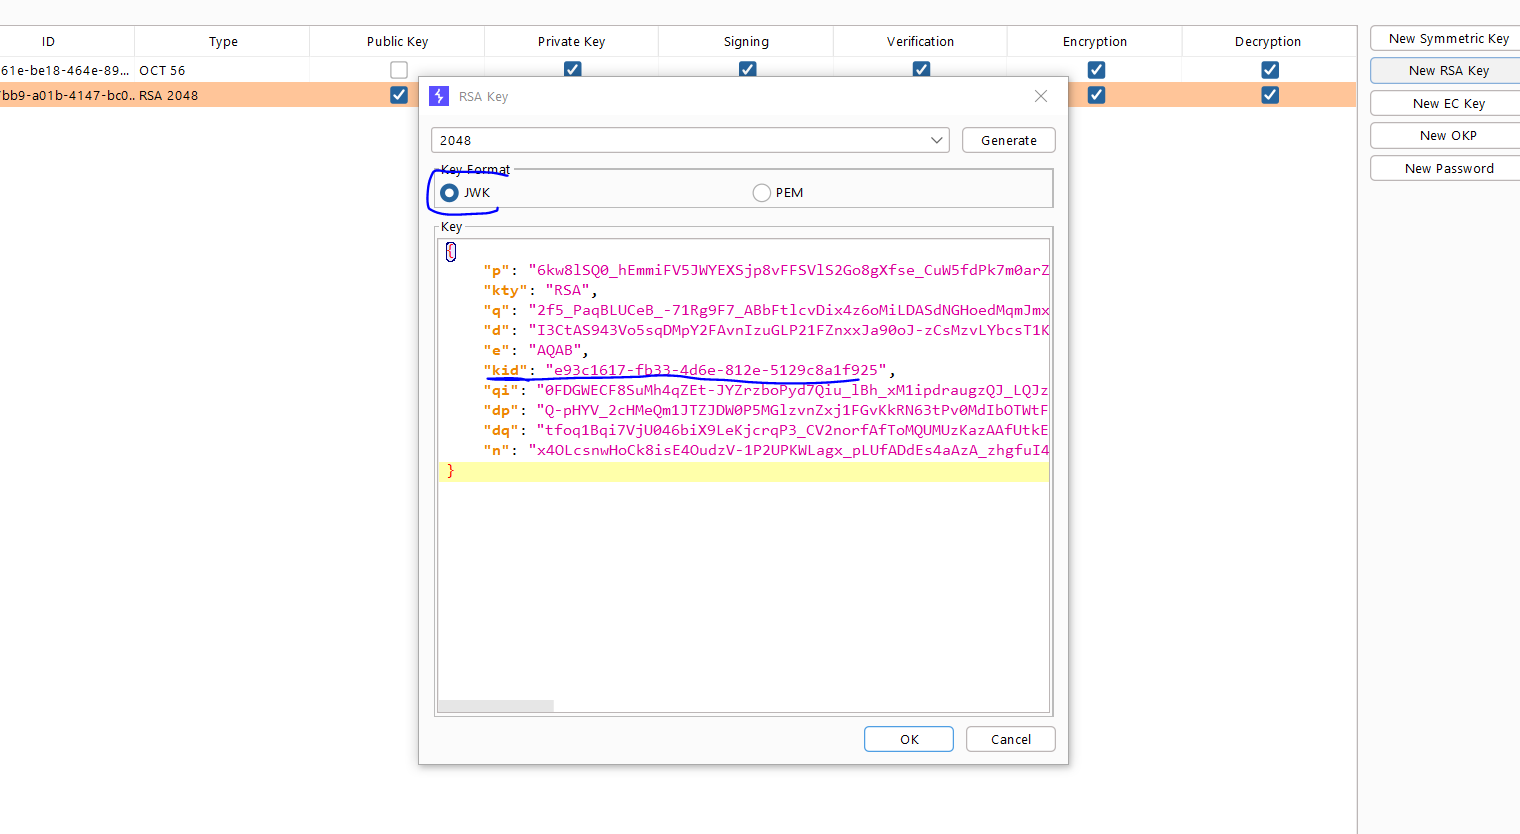 ID Type Public Key Private Key Signing Verification Encryption Decryption
61e-be18-464e-89... OCT 56
bb9-a01b-4147-bc0.. RSA 2048
New Symmetric Key
New RSA Key
New EC Key
New OKP
New Password
RSA Key
2048 Generate
Key Format
JWK PEM
Key
{
"p": "6kw8lSQ0_hEmmiFV5JWYEXSjp8vFFSVlS2Go8gXfse_CuW5fdPk7m0arZ
"kty": "RSA",
"q": "2f5_PaqBLUCeB_-71Rg9F7_ABbFtlcvDix4z6oMiLDASdNGHoedMqmJmx
"d": "I3CtAS943Vo5sqDMpY2FAvnIzuGLP21FZnxxJa90oJ-zCsMzvLYbcsT1K
"e": "AQAB",
"kid": "e93c1617-fb33-4d6e-812e-5129c8a1f925",
"qi": "0FDGWECF8SuMh4qZEt-JYZrzboPyd7Qiu_lBh_xM1ipdraugzQJ_LQJz
"dp": "Q-pHYV_2cHMeQm1JTZJDW0P5MGlzvnZxj1FGvKkRN63tPv0MdIbOTWtF
"dq": "tfoq1Bqi7VjU046biX9LeKjcrqP3_CV2norfAfToMQUMUzKazAAfUtkE
"n": "x4OLcsnwHoCk8isE4OudzV-1P2UPKWLagx_pLUfADdEs4aAzA_zhgfuI4
}
OK Cancel